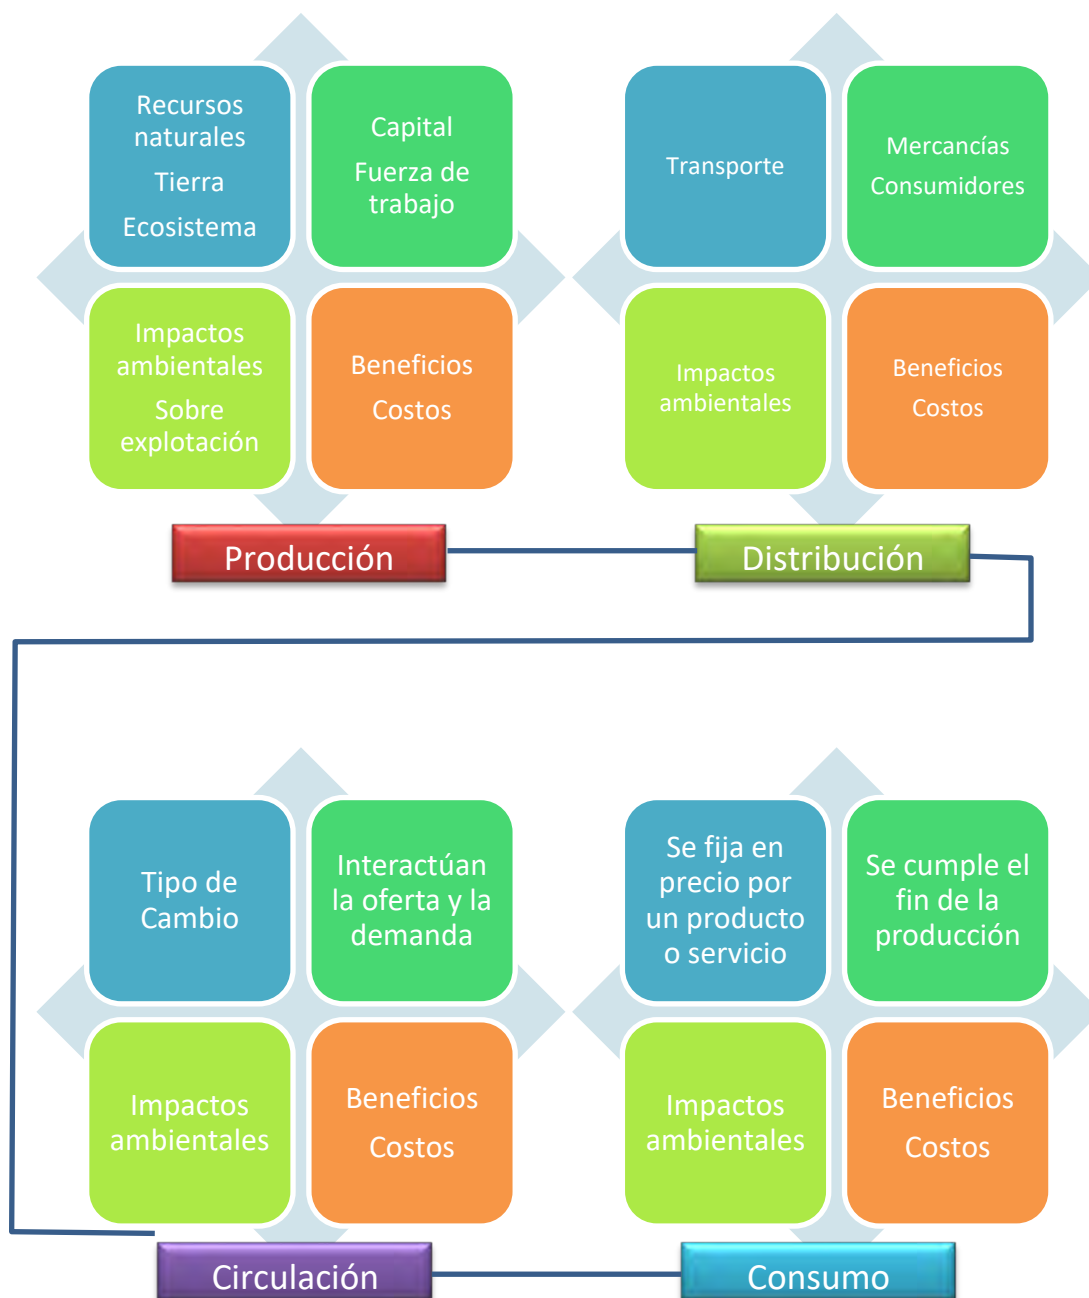 Recursos
naturales
Tierra
Ecosistema
Capital
Fuerza de
trabajo
Impactos
ambientales
Sobre
explotación
Beneficios
Costos
Producción
Transporte
Mercancías
Consumidores
Impactos
ambientales
Beneficios
Costos
Distribución
Tipo de
Cambio
Interactúan
la oferta y la
demanda
Impactos
ambientales
Beneficios
Costos
Circulación
Se fija en
precio por
un producto
o servicio
Se cumple el
fin de la
producción
Impactos
ambientales
Beneficios
Costos
Consumo